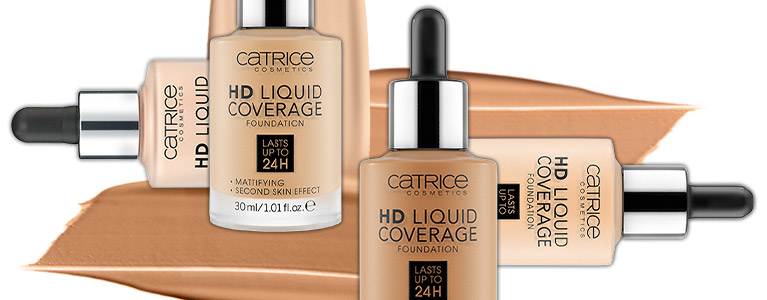 CATRICE
COSMETICS
HD LIQUID
CATRICE
COSMETICS
HD LIQUID
COVERAGE
FOUNDATION
LASTS
UP TO
24H
• MATTIFYING
• SECOND SKIN EFFECT
30 ml/1.01 fl.oz. ℮
CATRICE
COSMETICS
HD LIQUID
COVERAGE
FOUNDATION
LASTS
UP TO
24H
CATRICE
COSMETICS
HD LIQUID
COVERAGE
FOUNDATION
LASTS
UP TO